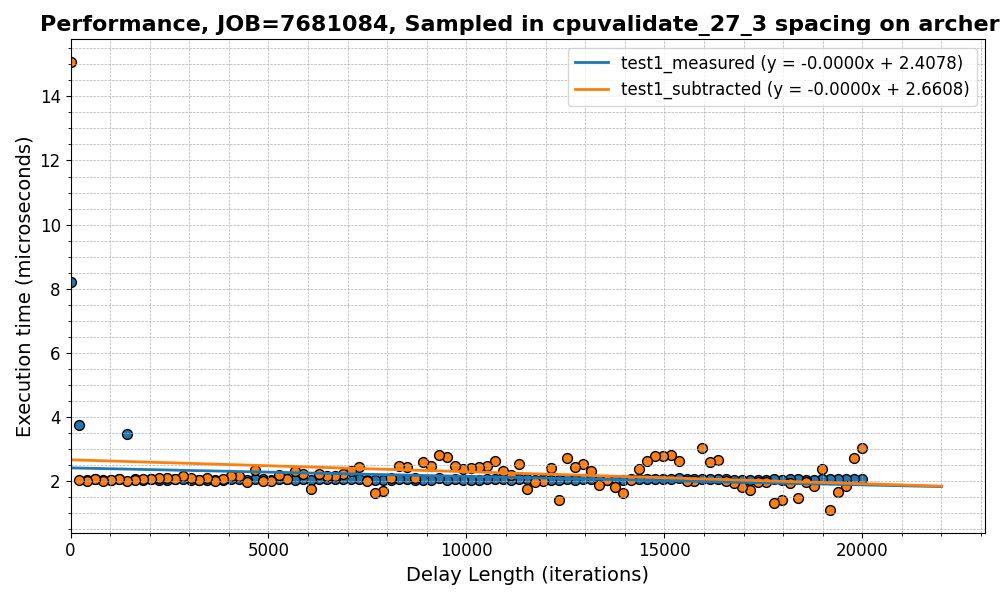 Performance, JOB=7681084, Sampled in cpuvalidate_27_3 spacing on archer
test1_measured (y = -0.0000x + 2.4078)
test1_subtracted (y = -0.0000x + 2.6608)
Execution time (microseconds)
14
12
10
8
6
4
2
0
5000
10000
15000
20000
Delay Length (iterations)